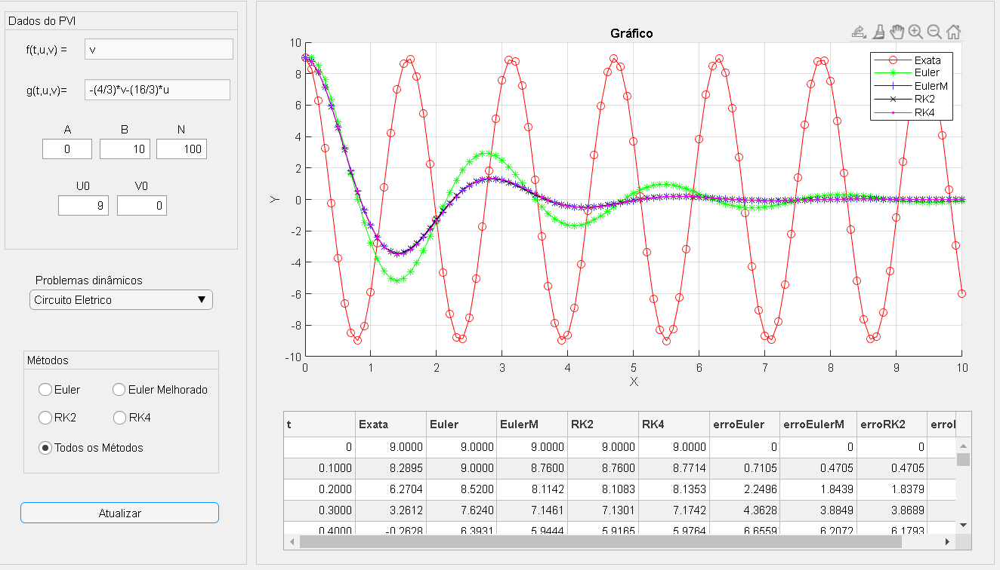 Dados do PVI
f(t,u,v) = v
g(t,u,v)= -(4/3)*v-(16/3)*u
A B N
0 10 100
U0 V0
9 0
Problemas dinâmicos
Circuito Eletrico
Métodos
Euler Euler Melhorado
RK2 RK4
Todos os Métodos
Atualizar
Gráfico
Exata
Euler
EulerM
RK2
RK4
10
8
6
4
2
0
-2
-4
-6
-8
-10
Y
0 1 2 3 4 5 6 7 8 9 10
X
t Exata Euler EulerM RK2 RK4 erroEuler erroEulerM erroRK2
0 9.0000 9.0000 9.0000 9.0000 9.0000 0 0 0
0.1000 8.2895 9.0000 8.7600 8.7600 8.7714 0.7105 0.4705 0.4705
0.2000 6.2704 8.5200 8.1142 8.1083 8.1353 2.2496 1.8439 1.8379
0.3000 3.2612 7.6240 7.1461 7.1301 7.1742 4.3628 3.8849 3.8689
0.4000 -0.2628 6.3931 5.9444 5.9165 5.9764 6.6559 6.2072 6.1793